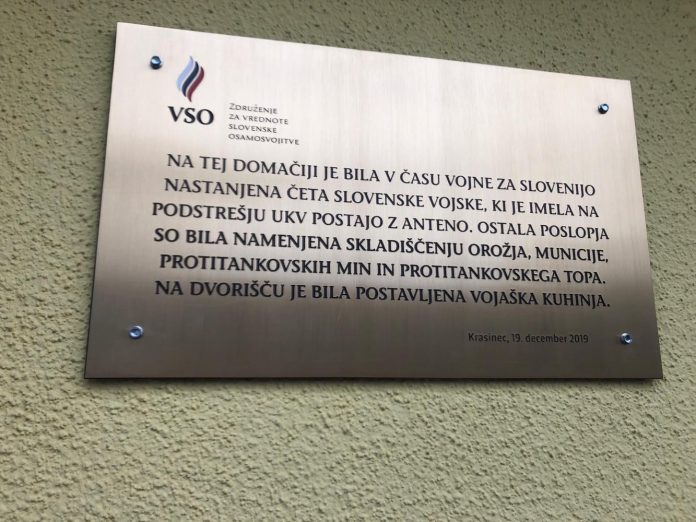 VSO
ZDRUŽENJE
ZA VREDNOTE
SLOVENSKE
OSAMOSVOJITVE
NA TEJ DOMAČIJI JE BILA V ČASU VOJNE ZA SLOVENIJO
NASTANJENA ČETA SLOVENSKE VOJSKE, KI JE IMELA NA
PODSTREŠJU UKV POSTAJO Z ANTENO. OSTALA POSLOPJA
SO BILA NAMENJENA SKLADIŠČENJU OROŽJA, MUNICIJE,
PROTITANKOVSKIH MIN IN PROTITANKOVSKEGA TOPA.
NA DVORIŠČU JE BILA POSTAVLJENA VOJAŠKA KUHINJA.
Krasinec, 19. december 2019